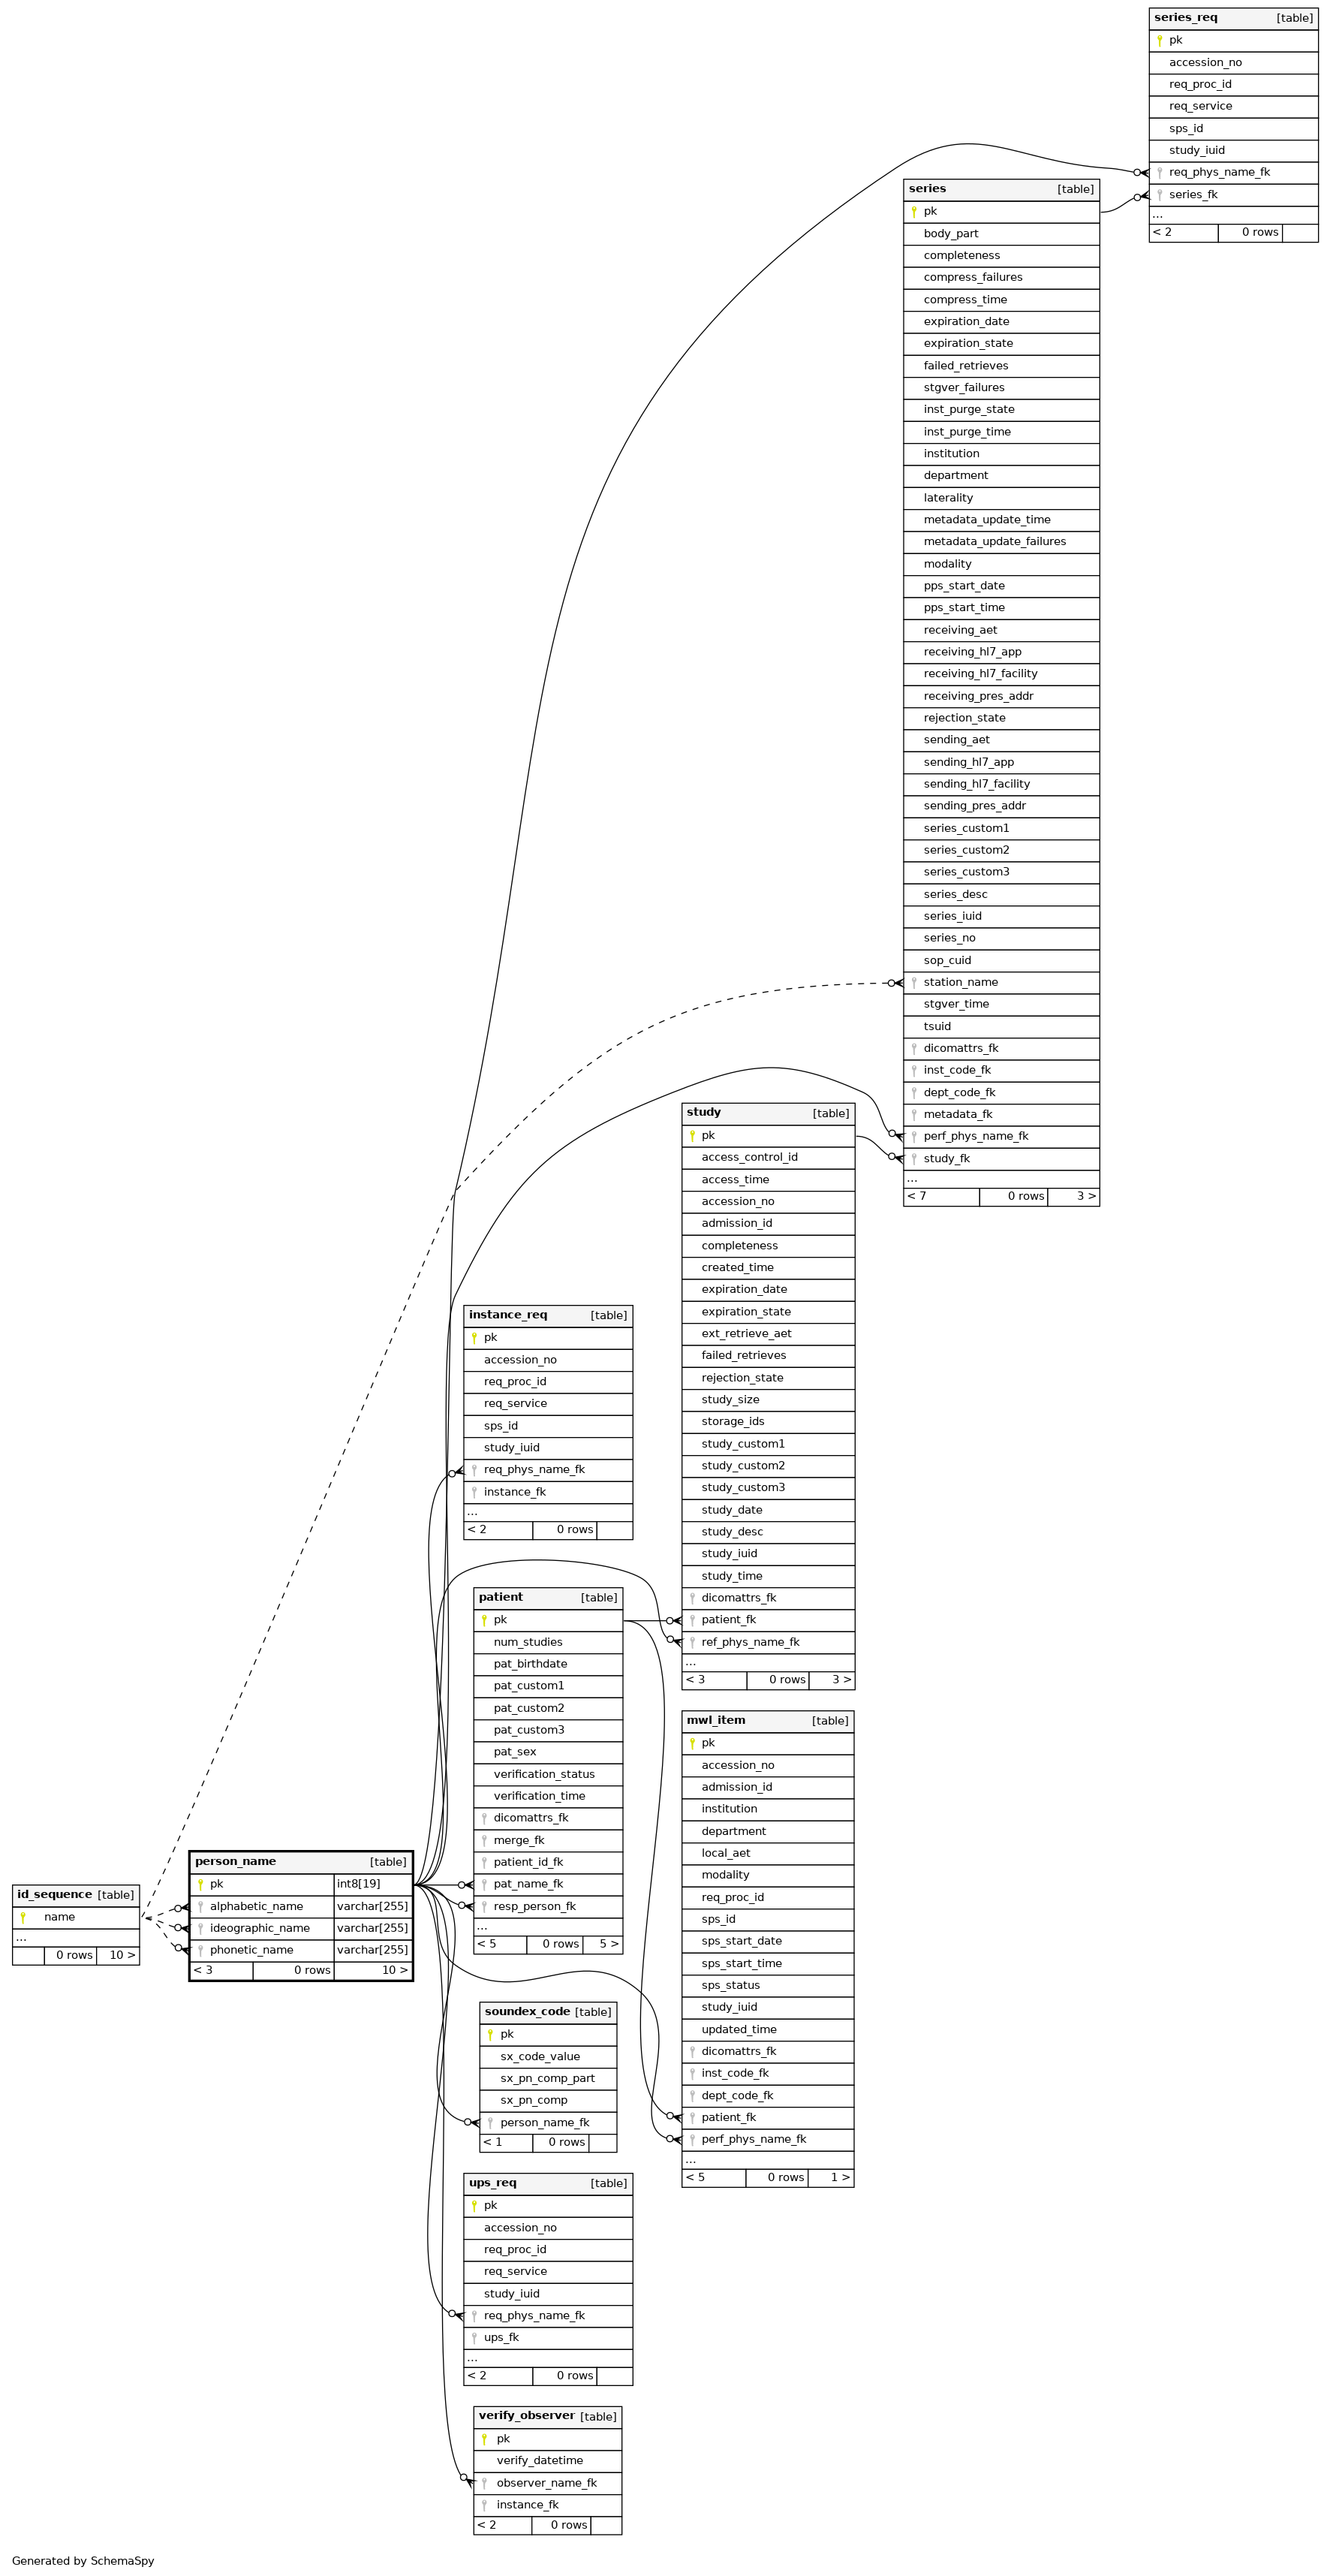 series_req [table]
pk
accession_no
req_proc_id
req_service
sps_id
study_iuid
req_phys_name_fk
series_fk
...
< 2 0 rows
series [table]
pk
body_part
completeness
compress_failures
compress_time
expiration_date
expiration_state
failed_retrieves
stgver_failures
inst_purge_state
inst_purge_time
institution
department
laterality
metadata_update_time
metadata_update_failures
modality
pps_start_date
pps_start_time
receiving_aet
receiving_hl7_app
receiving_hl7_facility
receiving_pres_addr
rejection_state
sending_aet
sending_hl7_app
sending_hl7_facility
sending_pres_addr
series_custom1
series_custom2
series_custom3
series_desc
series_iuid
series_no
sop_cuid
station_name
stgver_time
tsuid
dicomattrs_fk
inst_code_fk
dept_code_fk
metadata_fk
perf_phys_name_fk
study_fk
...
< 7 0 rows 3 >
study [table]
pk
access_control_id
access_time
accession_no
admission_id
completeness
created_time
expiration_date
expiration_state
ext_retrieve_aet
failed_retrieves
rejection_state
study_size
storage_ids
study_custom1
study_custom2
study_custom3
study_date
study_desc
study_iuid
study_time
dicomattrs_fk
patient_fk
ref_phys_name_fk
...
< 3 0 rows 3 >
instance_req [table]
pk
accession_no
req_proc_id
req_service
sps_id
study_iuid
req_phys_name_fk
instance_fk
...
< 2 0 rows
patient [table]
pk
num_studies
pat_birthdate
pat_custom1
pat_custom2
pat_custom3
pat_sex
verification_status
verification_time
dicomattrs_fk
merge_fk
patient_id_fk
pat_name_fk
resp_person_fk
...
< 5 0 rows 5 >
mwl_item [table]
pk
accession_no
admission_id
institution
department
local_aet
modality
req_proc_id
sps_id
sps_start_date
sps_start_time
sps_status
study_iuid
updated_time
dicomattrs_fk
inst_code_fk
dept_code_fk
patient_fk
perf_phys_name_fk
...
< 5 0 rows 1 >
person_name [table]
pk int8[19]
alphabetic_name varchar[255]
ideographic_name varchar[255]
phonetic_name varchar[255]
< 3 0 rows 10 >
id_sequence [table]
name
...
0 rows 10 >
soundex_code [table]
pk
sx_code_value
sx_pn_comp_part
sx_pn_comp
person_name_fk
< 1 0 rows
ups_req [table]
pk
accession_no
req_proc_id
req_service
study_iuid
req_phys_name_fk
ups_fk
...
< 2 0 rows
verify_observer [table]
pk
verify_datetime
observer_name_fk
instance_fk
< 2 0 rows
Generated by SchemaSpy